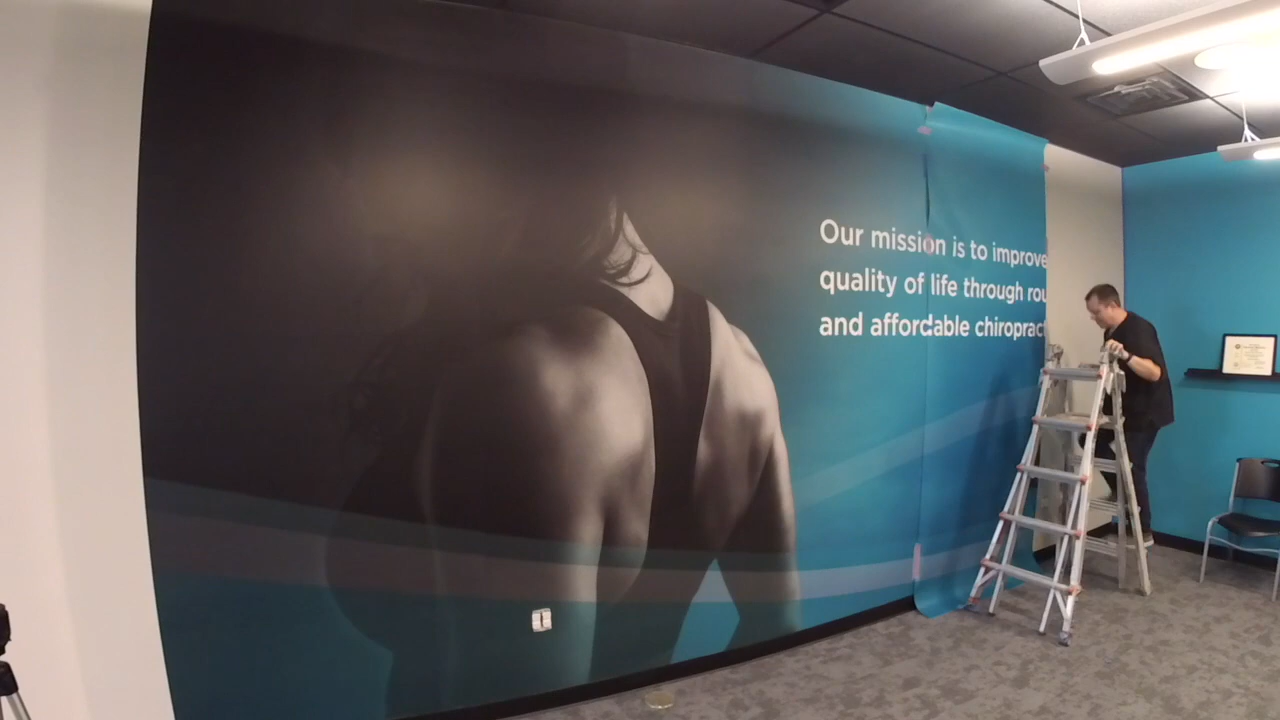 Our mission is to improve
quality of life through rou
and affordable chiropract